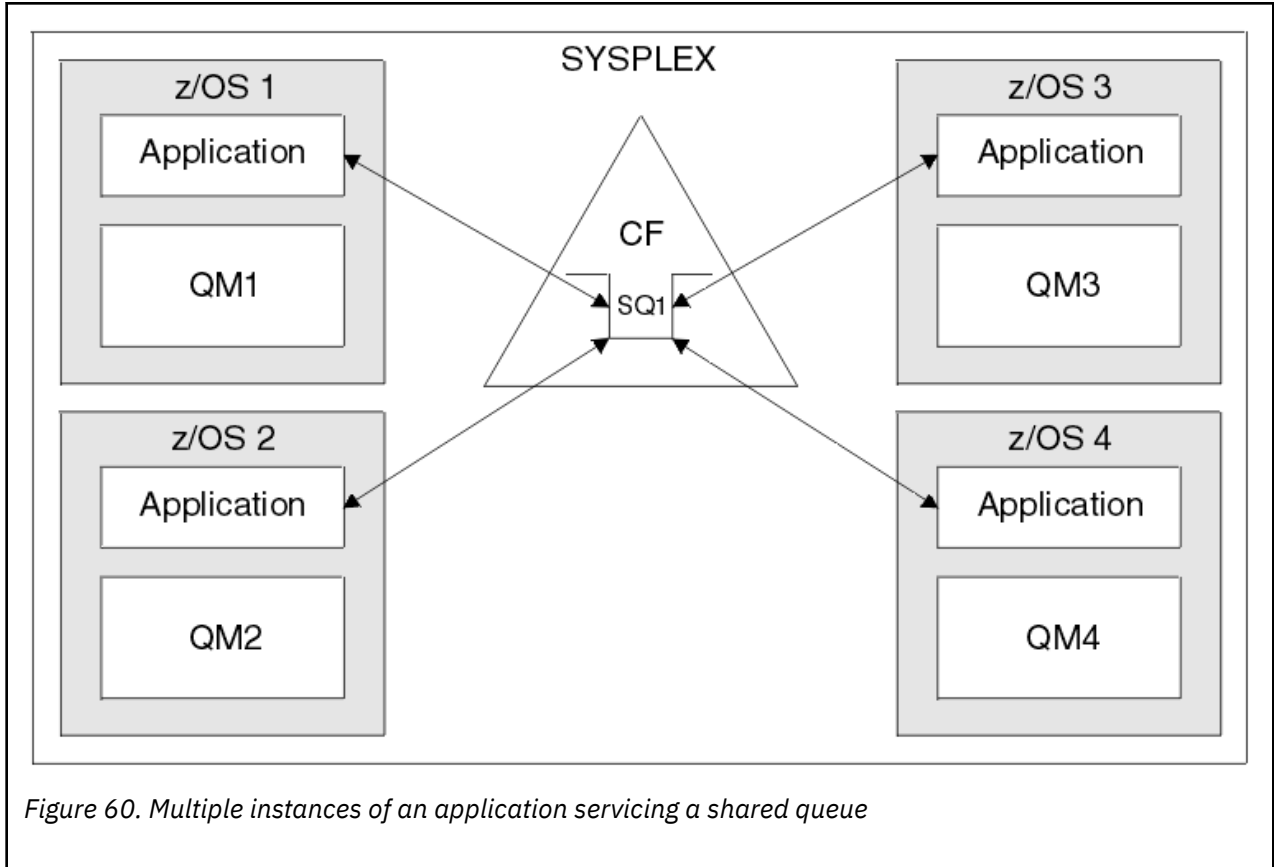 SYSPLEX
z/OS 1
Application
QM1
z/OS 2
Application
QM2
CF
SQ1
z/OS 3
Application
QM3
z/OS 4
Application
QM4
Figure 60. Multiple instances of an application servicing a shared queue